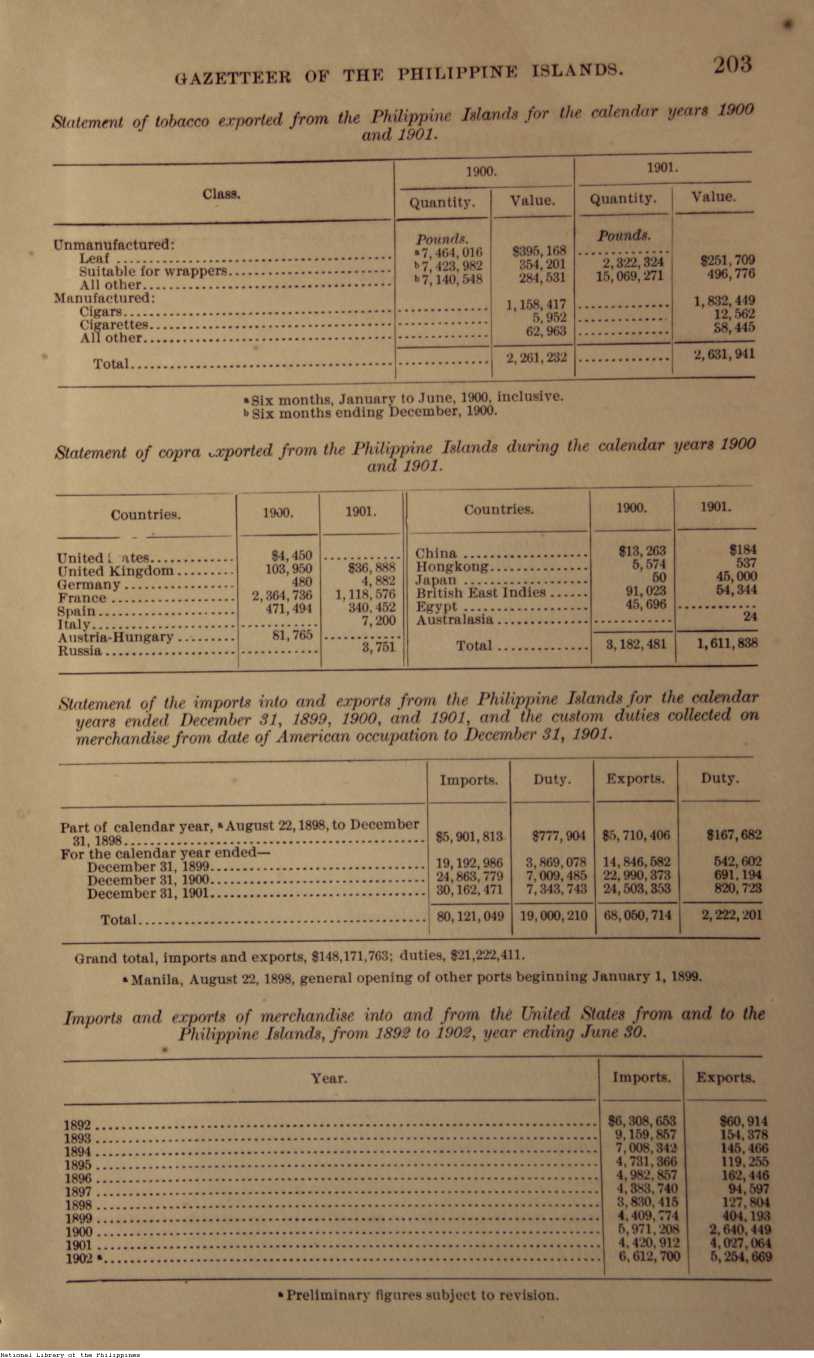 GAZETTEER OF THE PHILIPPINE ISLANDS. 203
Statement of tobacco exported from the Philippine Islands for the calendar years 1900
and 1901.
Class. 1900. 1901.
Quantity. Value. Quantity. Value.
Unmanufactured: Pounds. Pounds.
Leaf a7,464,016 $395,168
Suitable for wrappers b7,423,982 354,201 2,322,324 $251,709
All other b7,140,548 284,531 15,069,271 496,776
Manufactured:
Cigars 1,158,417 1,832,449
Cigarettes 5,952 12,562
All other 62,963 38,445
Total 2,261,232 2,631,941
a Six months, January to June, 1900, inclusive.
b Six months ending December, 1900.
Statement of copra exported from the Philippine Islands during the calendar years 1900
and 1901.
Countries. 1900. 1901. Countries. 1900. 1901.
United ates $4,450 China $13,263 $184
United Kingdom 103,950 $36,888 Hongkong 5,574 537
Germany 480 4,882 Japan 50 45,000
France 2,364,736 1,118,576 British East Indies 91,023 54,344
Spain 471,494 340,452 Egypt 45,696
Italy 7,200 Australasia 24
Austria-Hungary 81,765
Russia 3,751 Total 3,182,481 1,611,838
Statement of the imports into and exports from the Philippine Islands for the calendar
years ended December 31, 1899, 1900, and 1901, and the custom duties collected on
merchandise from date of American occupation to December 31, 1901.
Imports. Duty. Exports. Duty.
Part of calendar year, a August 22, 1898, to December
31, 1898 $5,901,813 $777,904 $5,710,406 $167,682
For the calendar year ended—
December 31, 1899 19,192,986 3,869,078 14,846,582 542,602
December 31, 1900 24,863,779 7,009,485 22,990,373 691,194
December 31, 1901 30,162,471 7,343,743 24,503,353 820,723
Total 80,121,049 19,000,210 68,050,714 2,222,201
Grand total, imports and exports, $148,171,763; duties, $21,222,411.
a Manila, August 22, 1898, general opening of other ports beginning January 1, 1899.
Imports and exports of merchandise into and from the United States from and to the
Philippine Islands, from 1892 to 1902, year ending June 30.
Year. Imports. Exports.
1892 $6,308,653 $60,914
1893 9,159,857 154,378
1894 7,008,342 145,466
1895 4,731,366 119,255
1896 4,982,857 162,446
1897 4,383,740 94,597
1898 3,830,415 127,804
1899 4,409,774 404,193
1900 5,971,208 2,640,449
1901 4,420,912 4,027,064
1902 a 6,612,700 5,254,669
a Preliminary figures subject to revision.
National Library of the Philippines